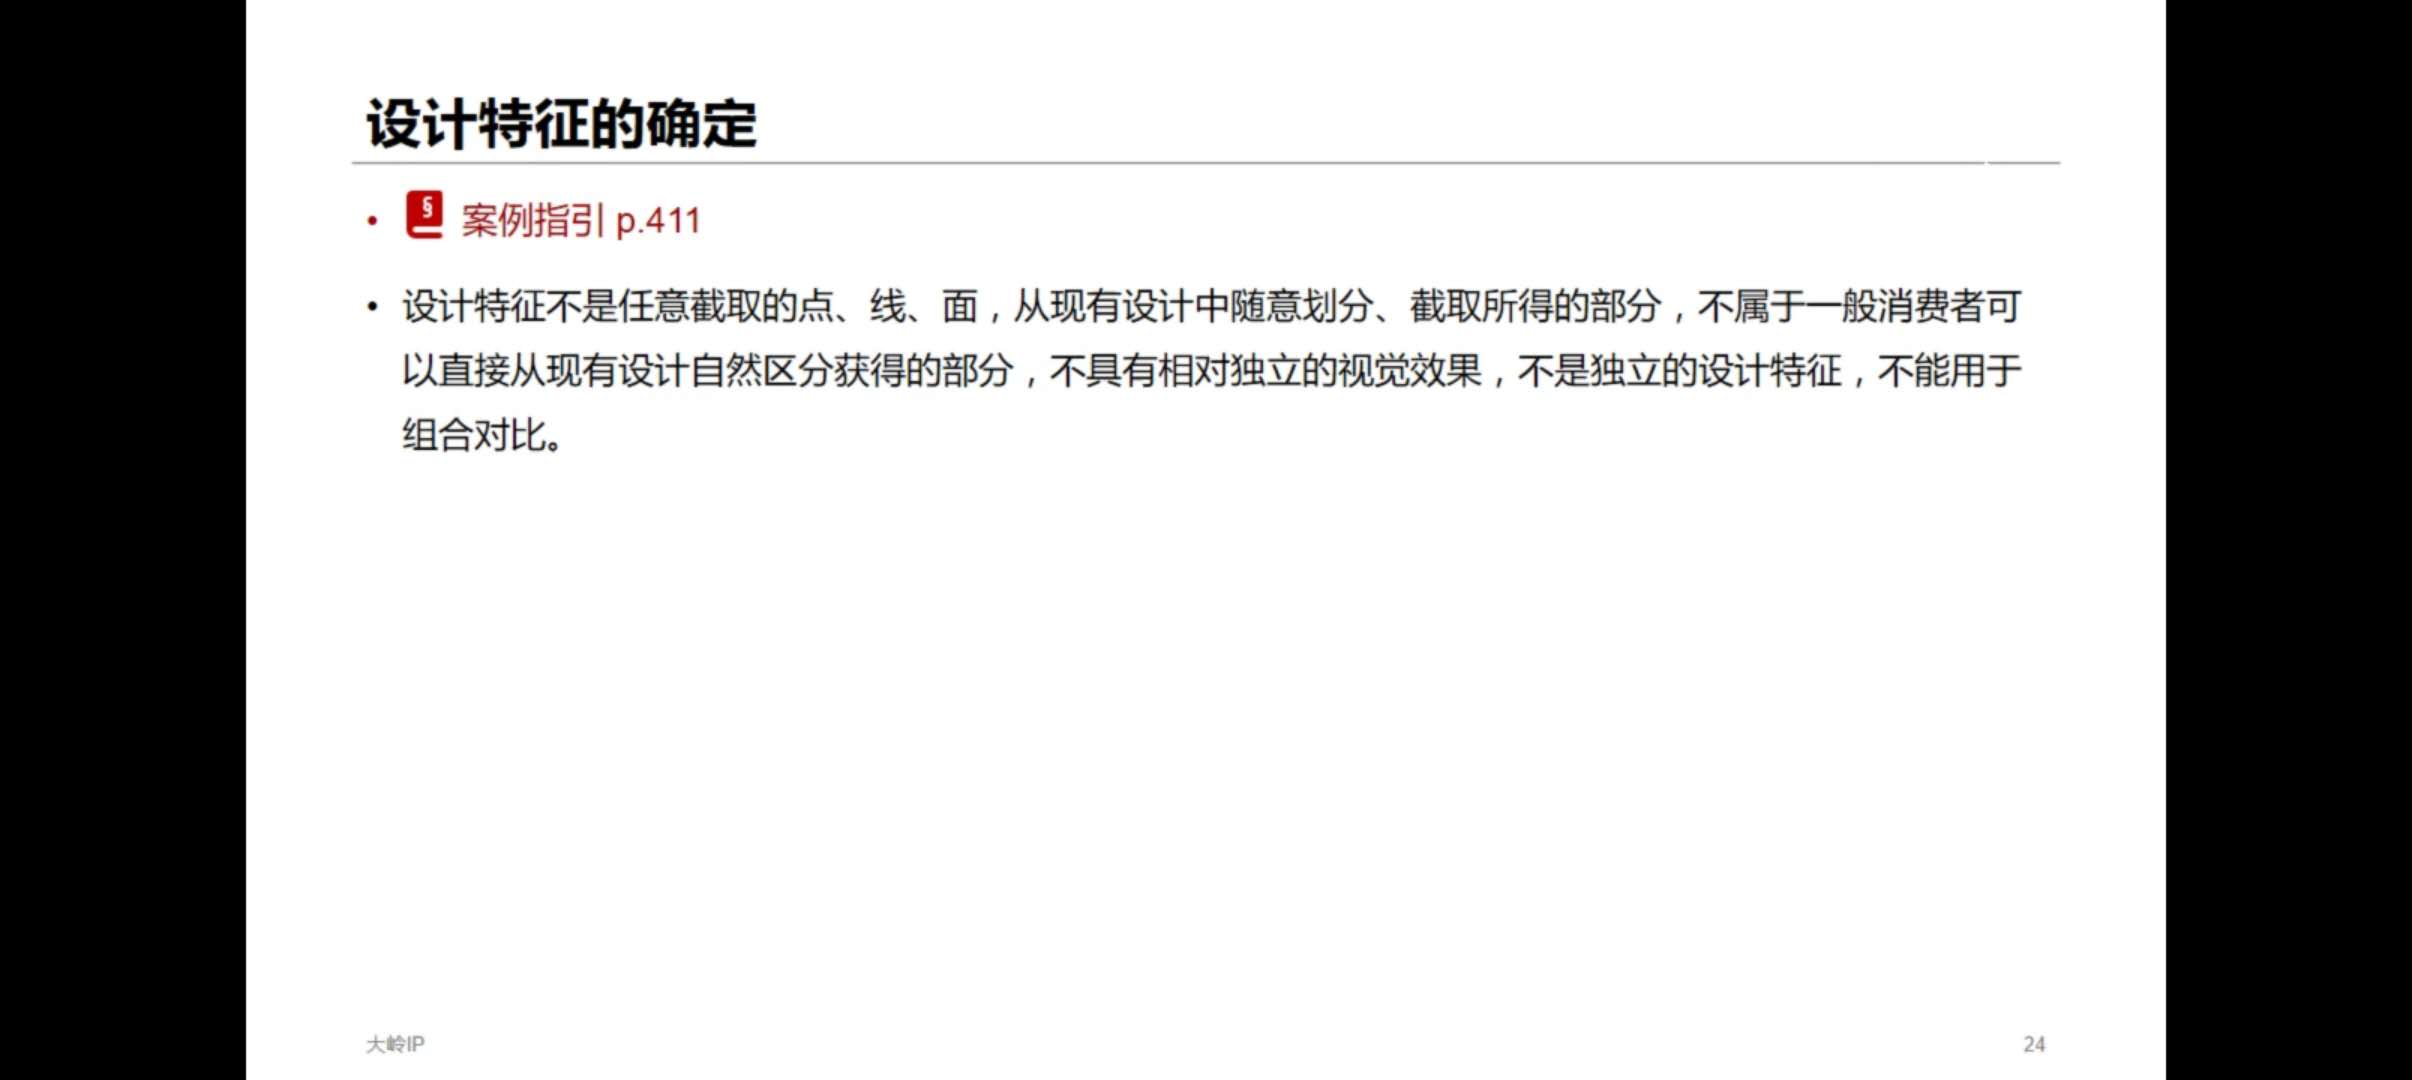 设计特征的确定
• § 案例指引 p.411
• 设计特征不是任意截取的点、线、面，从现有设计中随意划分、截取所得的部分，不属于一般消费者可
以直接从现有设计自然区分获得的部分，不具有相对独立的视觉效果，不是独立的设计特征，不能用于
组合对比。
大岭IP
24